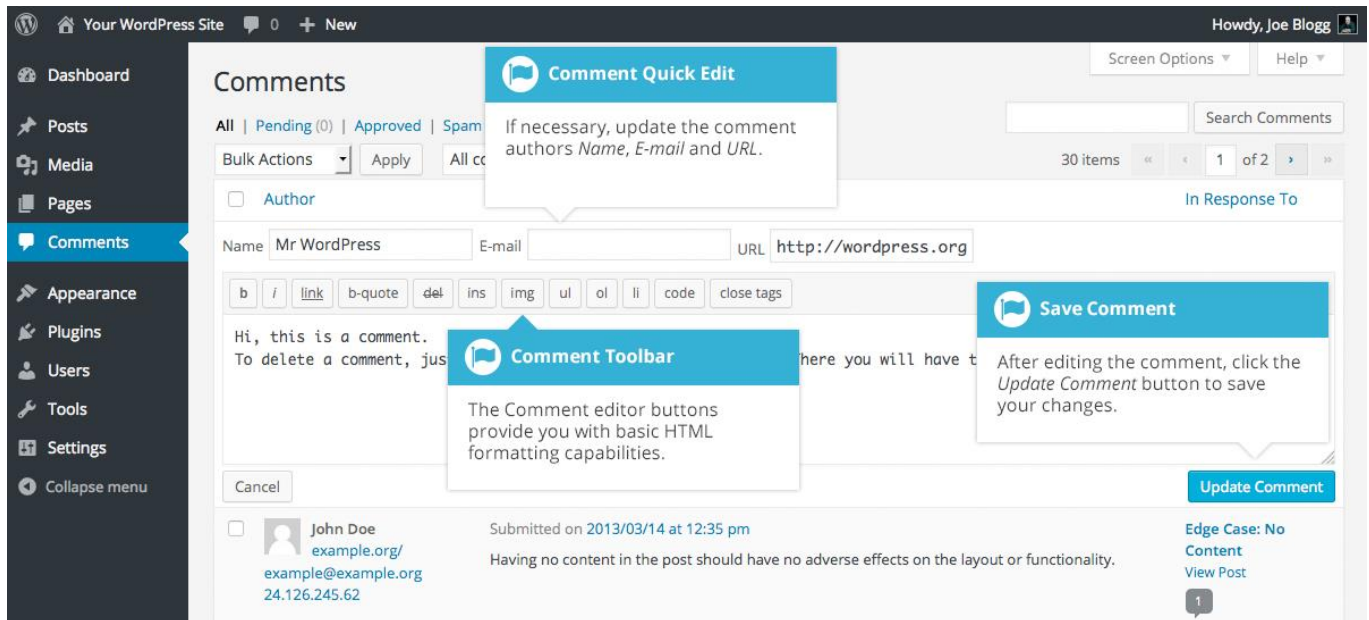 Your WordPress Site 0 + New Howdy, Joe Blogg
Dashboard
Posts
Media
Pages
Comments
Appearance
Plugins
Users
Tools
Settings
Collapse menu
Screen Options Help
Comments
All | Pending (0) | Approved | Spam
Search Comments
Bulk Actions Apply All
30 items « ‹ 1 of 2 › »
Comment Quick Edit
If necessary, update the comment
authors Name, E-mail and URL.
Author In Response To
Name Mr WordPress E-mail URL http://wordpress.org
b i link b-quote del ins img ul ol li code close tags
Hi, this is a comment.
To delete a comment, here you will have
Comment Toolbar
The Comment editor buttons
provide you with basic HTML
formatting capabilities.
Save Comment
After editing the comment, click the
Update Comment button to save
your changes.
Cancel Update Comment
John Doe
example.org/
example@example.org
24.126.245.62
Submitted on 2013/03/14 at 12:35 pm
Having no content in the post should have no adverse effects on the layout or functionality.
Edge Case: No
Content
View Post
1